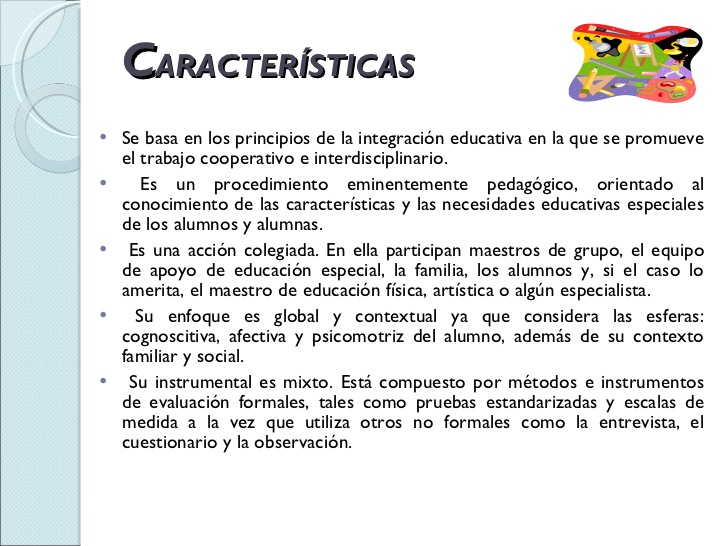 CARACTERÍSTICAS
• Se basa en los principios de la integración educativa en la que se promueve
el trabajo cooperativo e interdisciplinario.
• Es un procedimiento eminentemente pedagógico, orientado al
conocimiento de las características y las necesidades educativas especiales
de los alumnos y alumnas.
• Es una acción colegiada. En ella participan maestros de grupo, el equipo
de apoyo de educación especial, la familia, los alumnos y, si el caso lo
amerita, el maestro de educación física, artística o algún especialista.
• Su enfoque es global y contextual ya que considera las esferas:
cognoscitiva, afectiva y psicomotriz del alumno, además de su contexto
familiar y social.
• Su instrumental es mixto. Está compuesto por métodos e instrumentos
de evaluación formales, tales como pruebas estandarizadas y escalas de
medida a la vez que utiliza otros no formales como la entrevista, el
cuestionario y la observación.